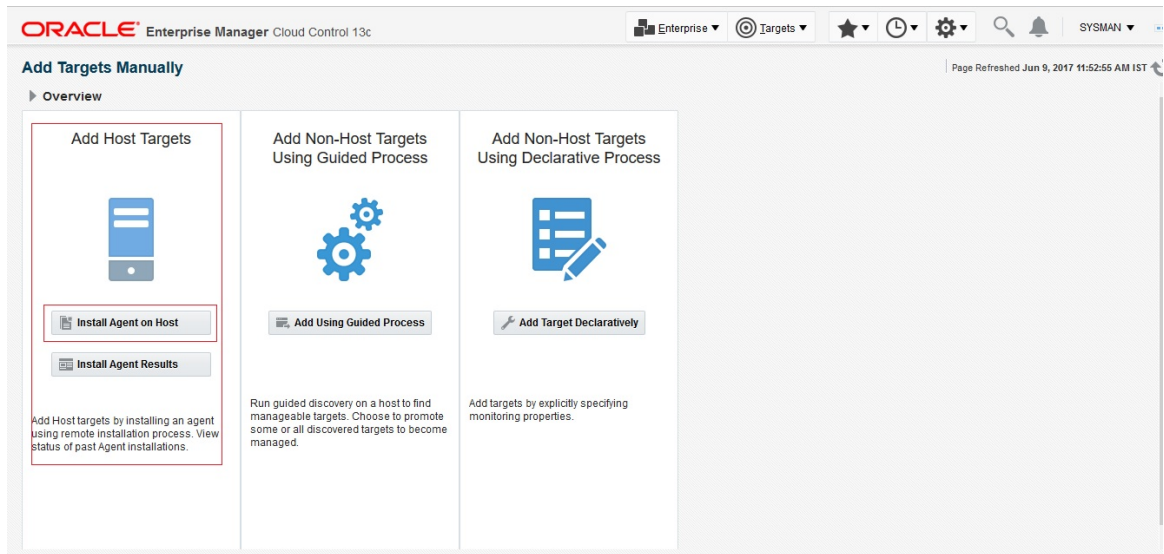 ORACLE Enterprise Manager Cloud Control 13c
Enterprise
Targets
SYSMAN
Add Targets Manually
Page Refreshed Jun 9, 2017 11:52:55 AM IST
Overview
Add Host Targets
Install Agent on Host
Install Agent Results
Add Host targets by installing an agent
using remote installation process. View
status of past Agent installations.
Add Non-Host Targets
Using Guided Process
Add Using Guided Process
Run guided discovery on a host to find
manageable targets. Choose to promote
some or all discovered targets to become
managed.
Add Non-Host Targets
Using Declarative Process
Add Target Declaratively
Add targets by explicitly specifying
monitoring properties.